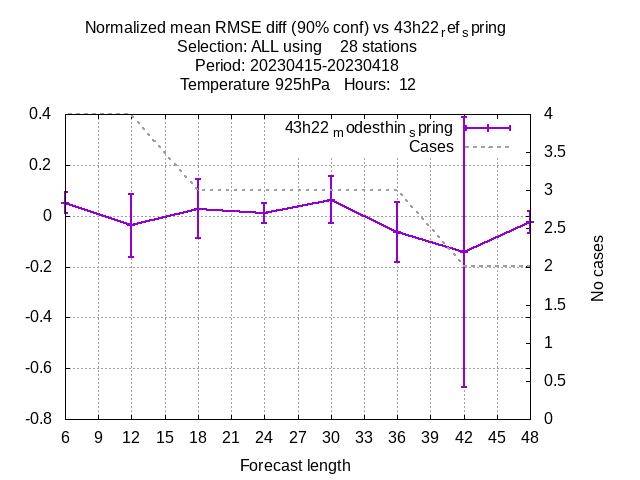 Normalized mean RMSE diff (90% conf) vs 43h22ref spring
Selection: ALL using    28 stations
Period: 20230415-20230418
Temperature 925hPa   Hours:  12
43h22modesthinspring
Cases
0.4
0.2
0
-0.2
-0.4
-0.6
-0.8
4
3.5
3
2.5
2
1.5
1
0.5
0
No cases
6 9 12 15 18 21 24 27 30 33 36 39 42 45 48
Forecast length